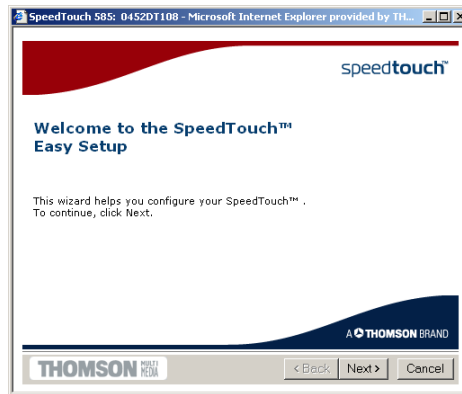 SpeedTouch 585: 0452DT108 - Microsoft Internet Explorer provided by TH...
speedtouch™
Welcome to the SpeedTouch™
Easy Setup
This wizard helps you configure your SpeedTouch™ .
To continue, click Next.
A THOMSON BRAND
THOMSON MULTI MEDIA
< Back Next > Cancel